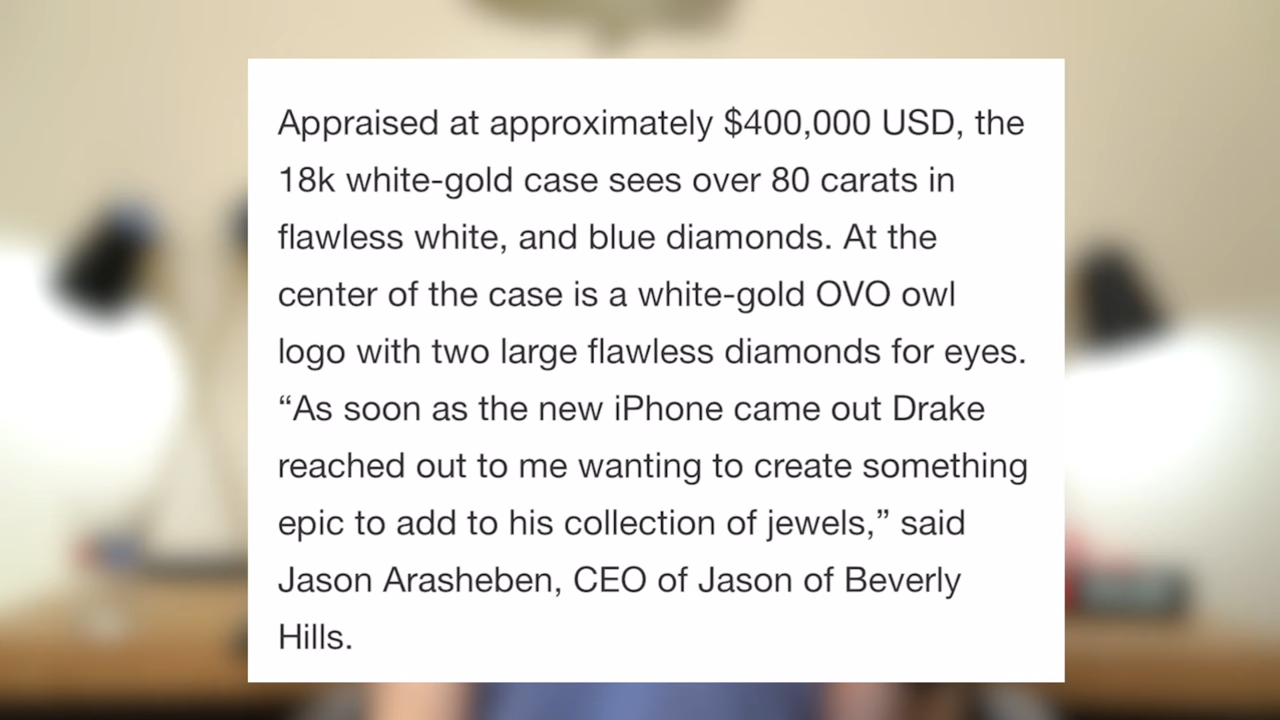 Appraised at approximately $400,000 USD, the
18k white-gold case sees over 80 carats in
flawless white, and blue diamonds. At the
center of the case is a white-gold OVO owl
logo with two large flawless diamonds for eyes.
“As soon as the new iPhone came out Drake
reached out to me wanting to create something
epic to add to his collection of jewels,” said
Jason Arasheben, CEO of Jason of Beverly
Hills.